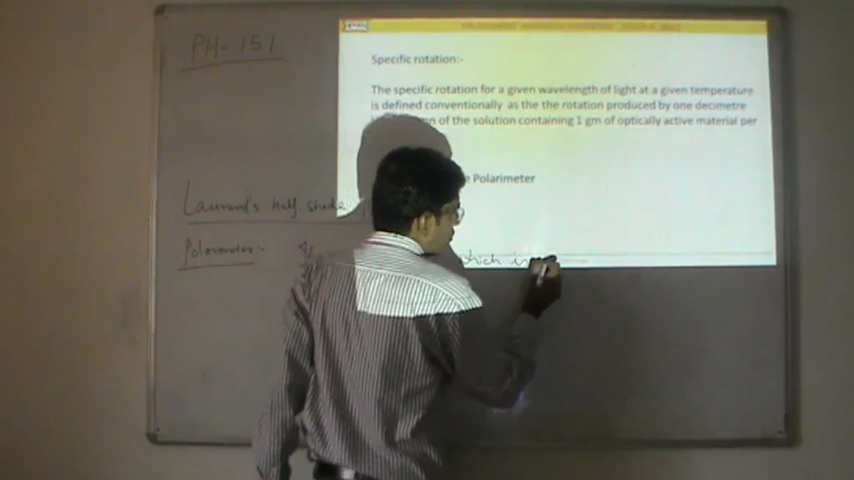 PH-151
Specific rotation:-
The specific rotation for a given wavelength of light at a given temperature
is defined conventionally as the the rotation produced by one decimetre
of the solution containing 1 gm of optically active material per
Polarimeter
Laurent's half shade
Polarimeter:-
which is